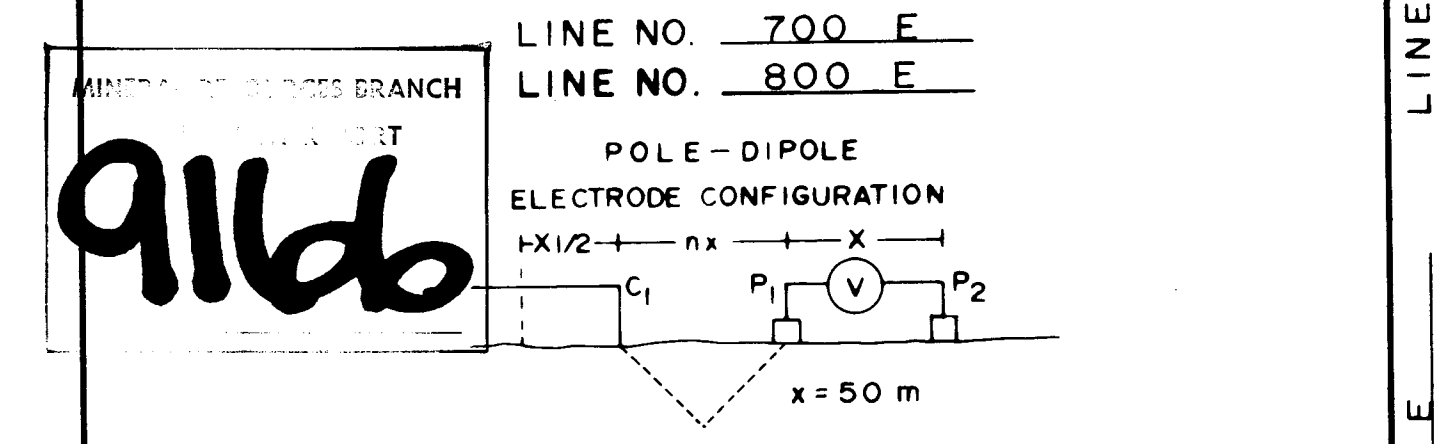 LINE NO. 700 E
LINE NO. 800 E
BRANCH
9166
POLE-DIPOLE
ELECTRODE CONFIGURATION
X1/2 nx X
C1 P1 V P2
x = 50 m
LINE
E